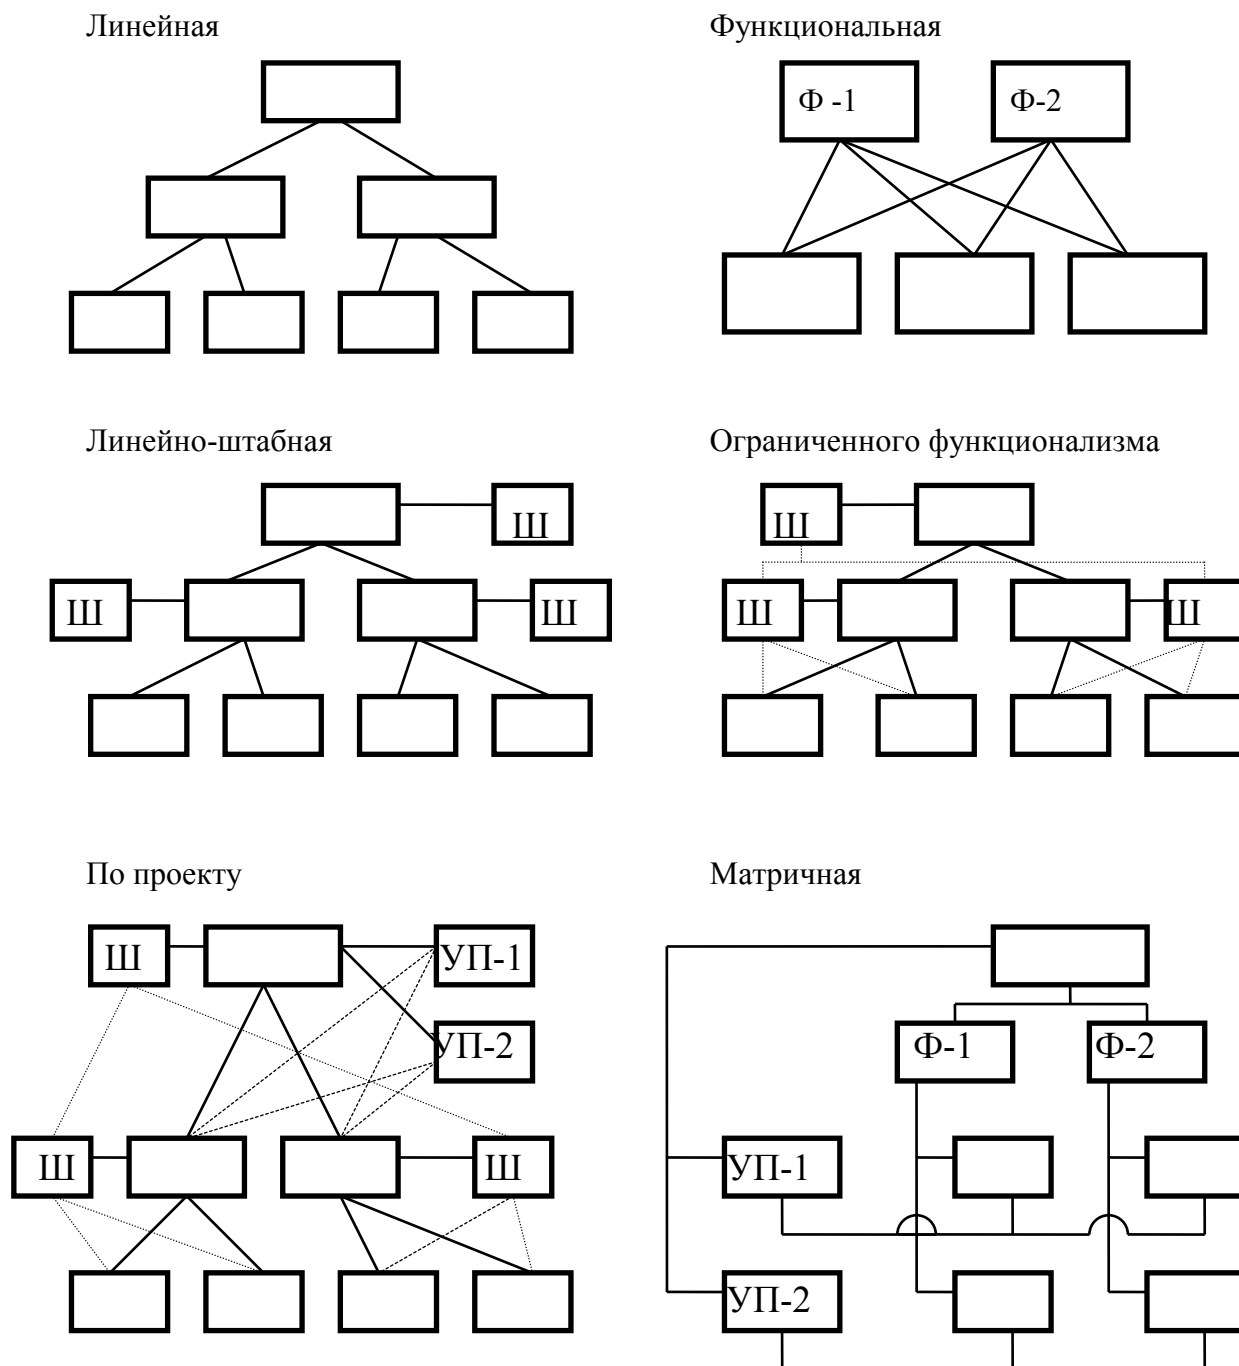 Линейная
Функциональная
Ф -1
Ф-2
Линейно-штабная
Ограниченного функционализма
Ш
Ш
Ш
Ш
Ш
Ш
По проекту
Матричная
Ш
УП-1
УП-2
Ф-1
Ф-2
Ш
Ш
УП-1
УП-2